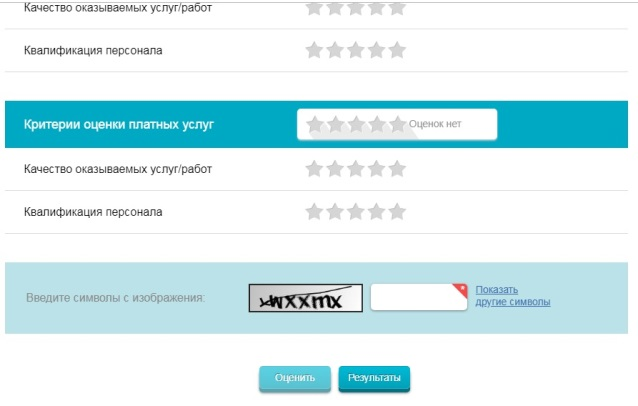 Качество оказываемых услуг/работ
Квалификация персонала
Критерии оценки платных услуг
Оценок нет
Качество оказываемых услуг/работ
Квалификация персонала
Введите символы с изображения:
Показать
другие символы
Оценить
Результаты